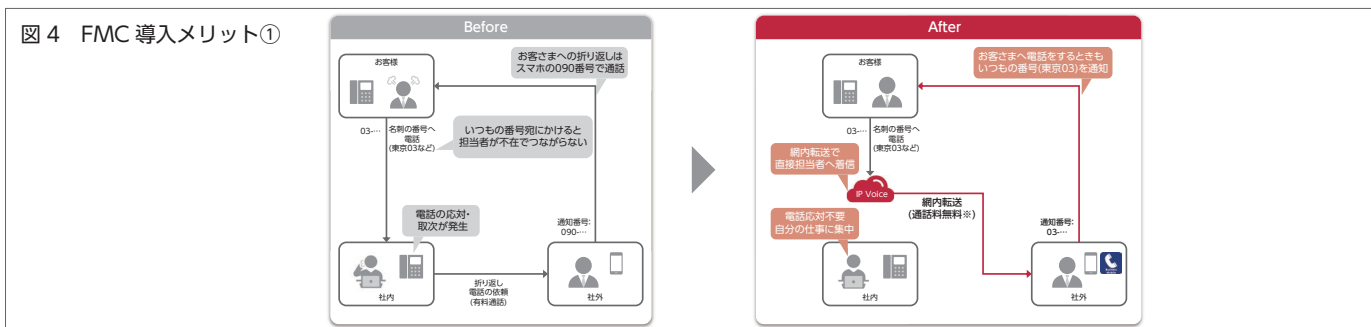 図4 FMC 導入メリット①
Before
お客様
お客さまへの折り返しは
スマホの090番号で通話
03-…
名刺の番号へ
電話
(東京03など)
いつもの番号宛にかけると
担当者が不在でつながらない
電話の応対・
取次が発生
通知番号:
090-…
社内
折り返し
電話の依頼
(有料通話)
社外
After
お客様
お客さまへ電話をするときも
いつもの番号(東京03)を通知
03-…
名刺の番号へ
電話
(東京03など)
網内転送で
直接担当者へ着信
IP Voice
網内転送
(通話料無料※)
電話応対不要
自分の仕事に集中
通知番号:
03-…
社内
社外